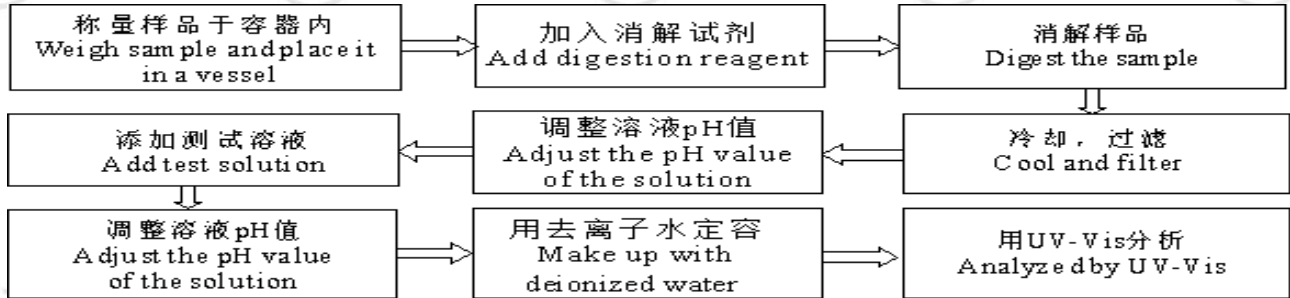 称量样品于容器内
Weigh sample and place it
in a vessel
加入消解试剂
Add digestion reagent
消解样品
Digest the sample
冷却，过滤
Cool and filter
调整溶液pH值
Adjust the pH value
of the solution
添加测试溶液
Add test solution
调整溶液pH值
Adjust the pH value
of the solution
用去离子水定容
Make up with
deionized water
用UV-Vis分析
Analyzed by UV-Vis